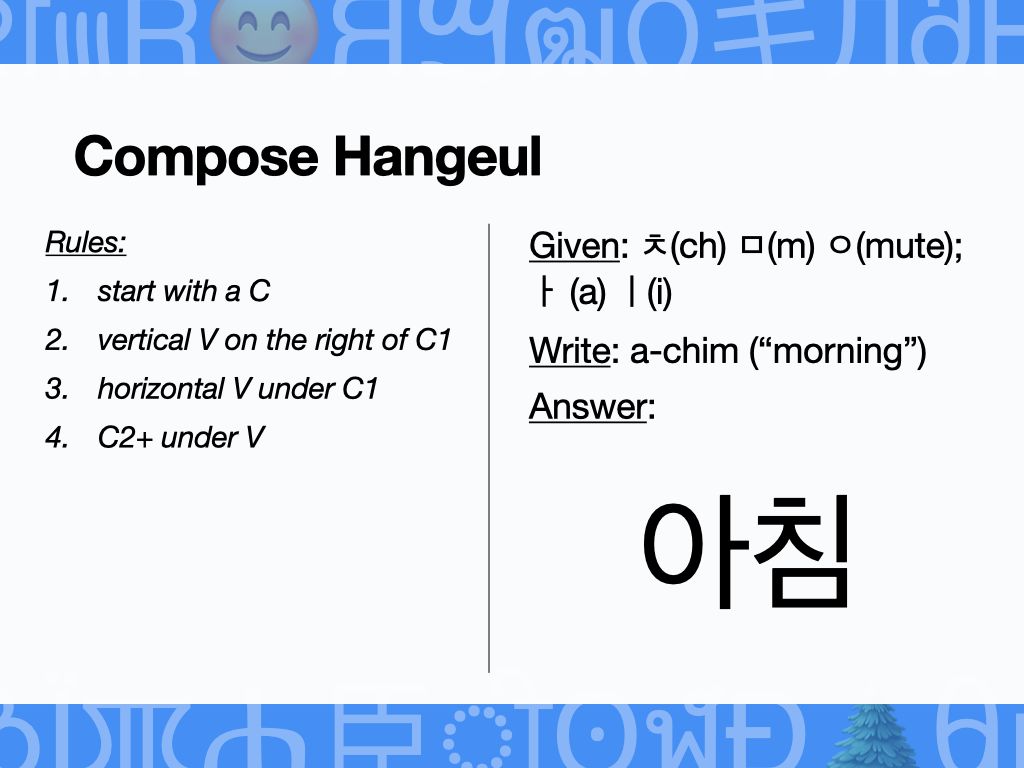 Compose Hangeul
Rules:
1. start with a C
2. vertical V on the right of C1
3. horizontal V under C1
4. C2+ under V
Given: ㅊ(ch) ㅁ(m) ㅇ(mute);
ㅏ (a) ㅣ(i)
Write: a-chim (“morning”)
Answer:
아침